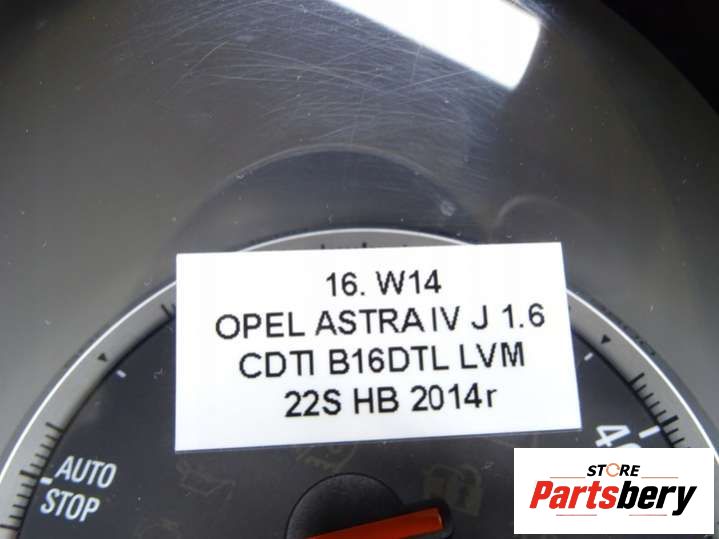 16. W14
OPEL ASTRA IV J 1.6
CDTI B16DTL LVM
22S HB 2014r
AUTO
STOP
STORE
Partsbery